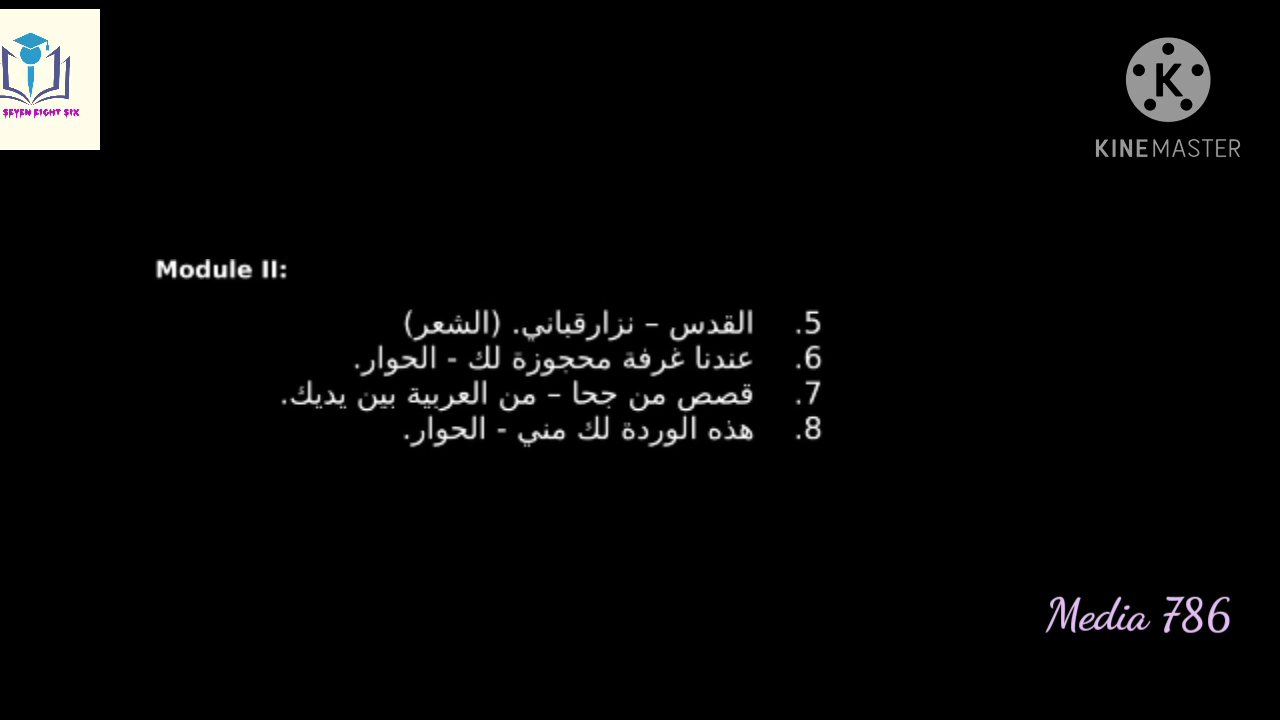 SEVEN EIGHT SIX
K
KINEMASTER
Module II:
5. القدس – نزارقباني. (الشعر)
6. عندنا غرفة محجوزة لك - الحوار.
7. قصص من جحا – من العربية بين يديك.
8. هذه الوردة لك مني - الحوار.
Media 786